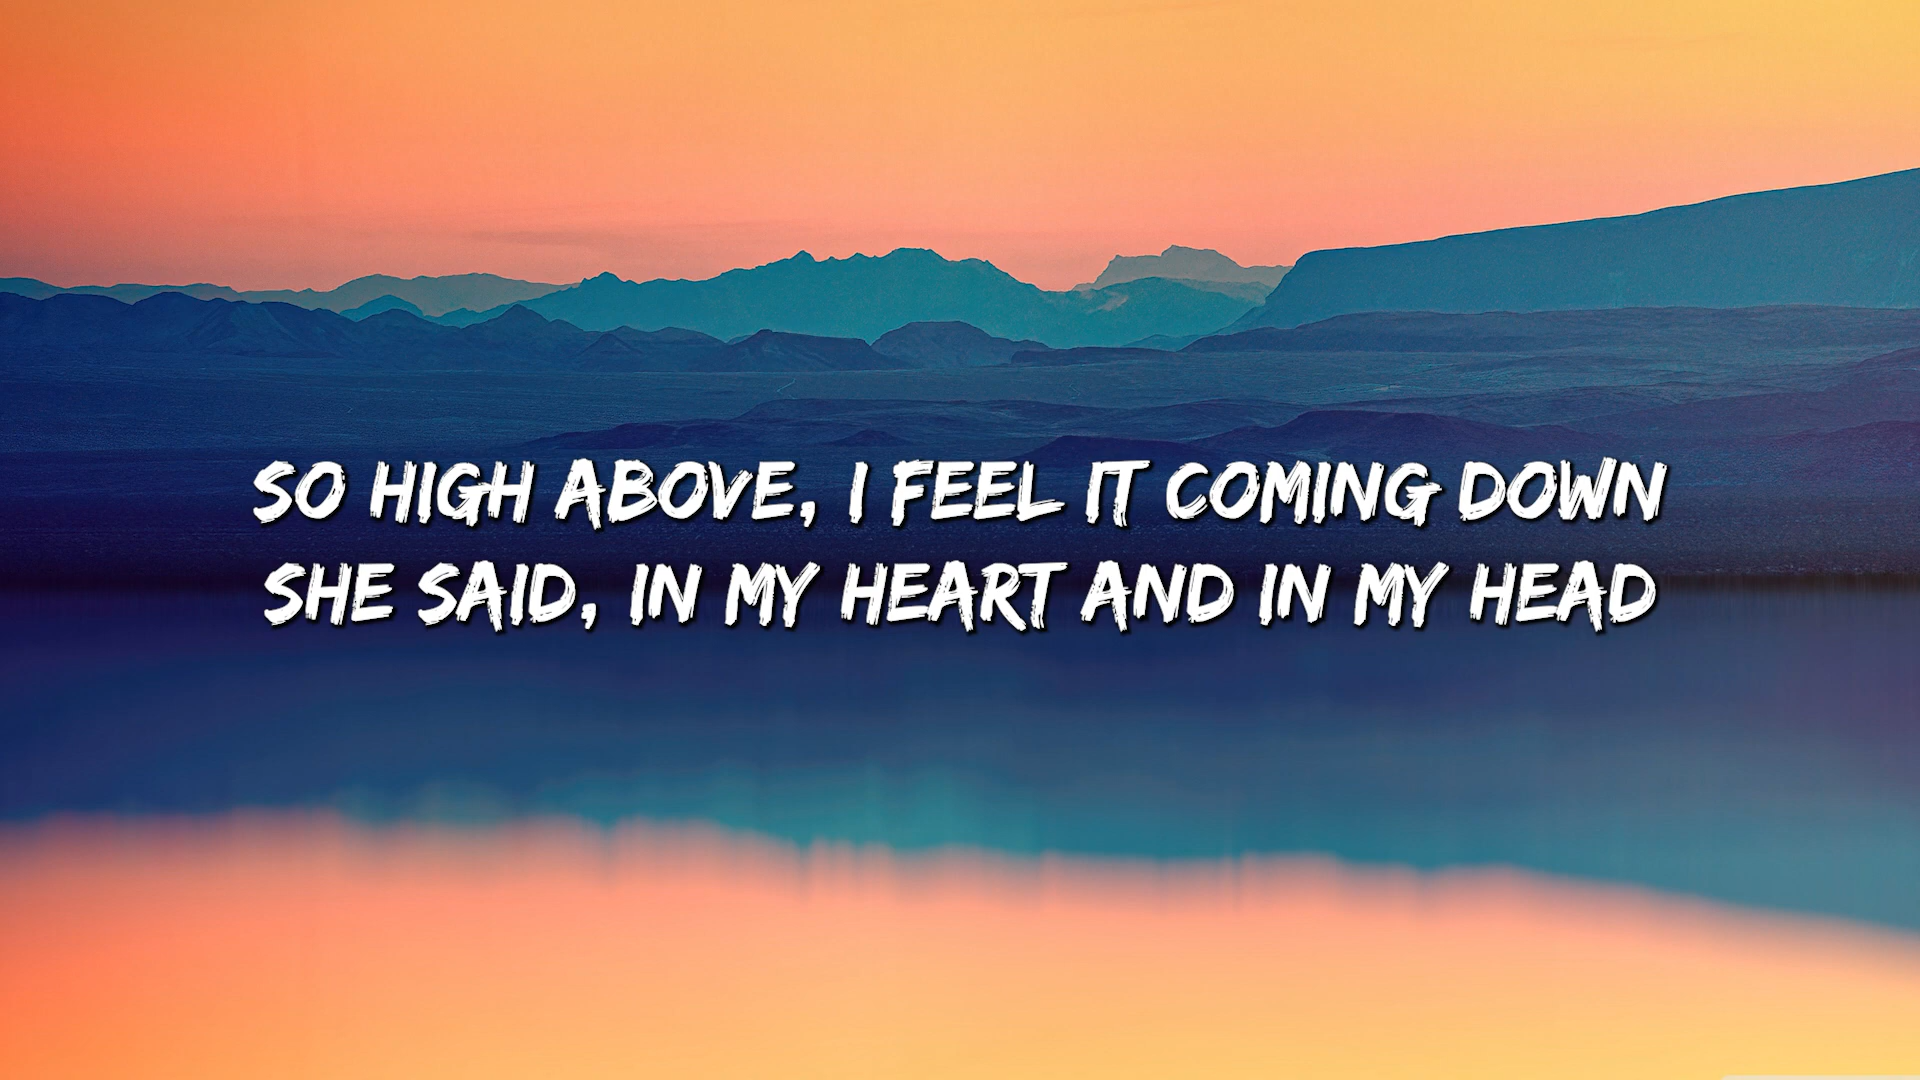 SO HIGH ABOVE, I FEEL IT COMING DOWN
SHE SAID, IN MY HEART AND IN MY HEAD